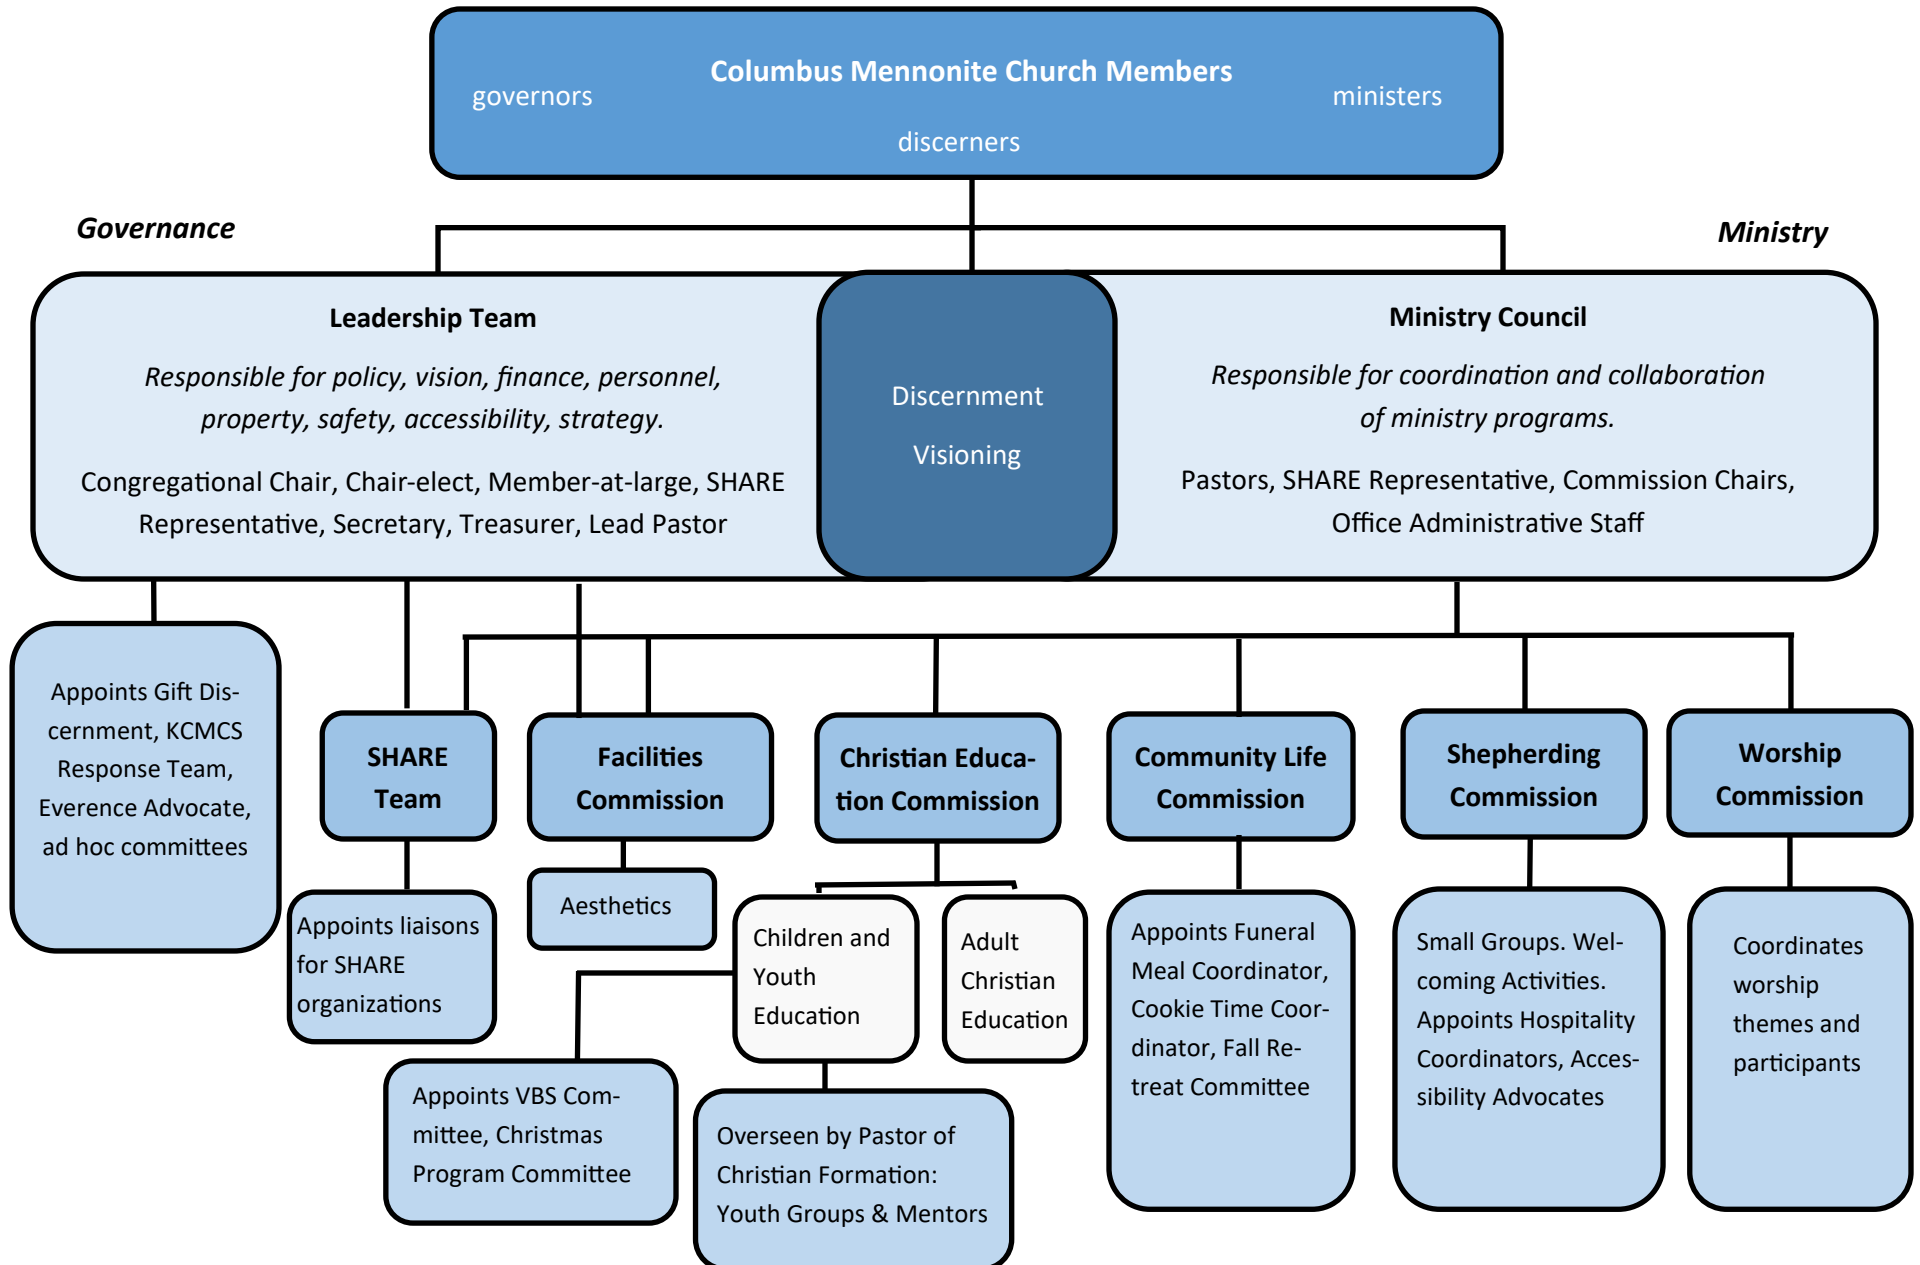 Columbus Mennonite Church Members
governors
ministers
discerners
Governance
Ministry
Leadership Team
Responsible for policy, vision, finance, personnel,
property, safety, accessibility, strategy.
Congregational Chair, Chair-elect, Member-at-large, SHARE
Representative, Secretary, Treasurer, Lead Pastor
Discernment
Visioning
Ministry Council
Responsible for coordination and collaboration
of ministry programs.
Pastors, SHARE Representative, Commission Chairs,
Office Administrative Staff
Appoints Gift Dis-
cernment, KCMCS
Response Team,
Everence Advocate,
ad hoc committees
SHARE
Team
Facilities
Commission
Christian Educa-
tion Commission
Community Life
Commission
Shepherding
Commission
Worship
Commission
Appoints liaisons
for SHARE
organizations
Aesthetics
Children and
Youth
Education
Adult
Christian
Education
Appoints Funeral
Meal Coordinator,
Cookie Time Coor-
dinator, Fall Re-
treat Committee
Small Groups. Wel-
coming Activities.
Appoints Hospitality
Coordinators, Acces-
sibility Advocates
Coordinates
worship
themes and
participants
Appoints VBS Com-
mittee, Christmas
Program Committee
Overseen by Pastor of
Christian Formation:
Youth Groups & Mentors